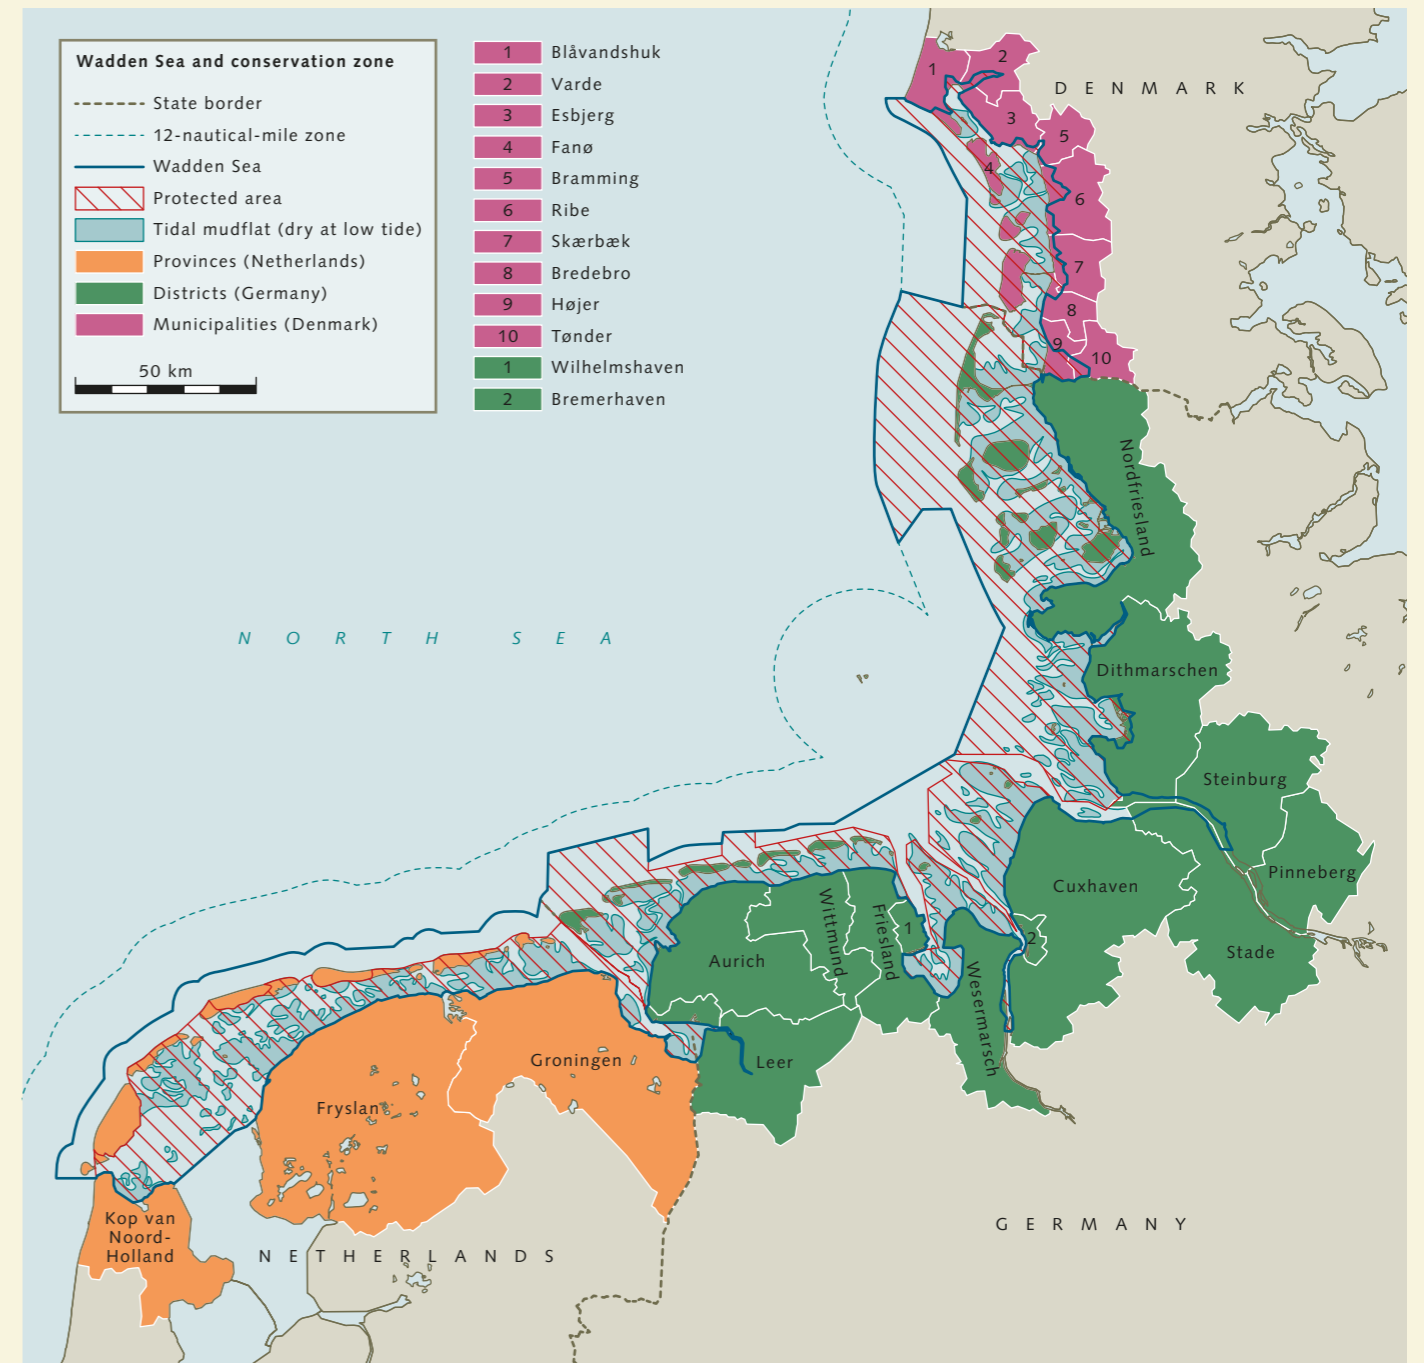 Wadden Sea and conservation zone
State border
12-nautical-mile zone
Wadden Sea
Protected area
Tidal mudflat (dry at low tide)
Provinces (Netherlands)
Districts (Germany)
Municipalities (Denmark)
50 km
1 Blåvandshuk
2 Varde
3 Esbjerg
4 Fanø
5 Bramming
6 Ribe
7 Skærbæk
8 Bredebro
9 Højer
10 Tønder
1 Wilhelmshaven
2 Bremerhaven
DENMARK
1
2
3
4
5
6
7
8
9
10
Nordfriesland
NORTH SEA
Dithmarschen
Steinburg
Pinneberg
Cuxhaven
Stade
Wittmund
Friesland
1
2
Aurich
Wesermarsch
Leer
Groningen
Fryslan
Kop van
Noord-
Holland
NETHERLANDS
GERMANY